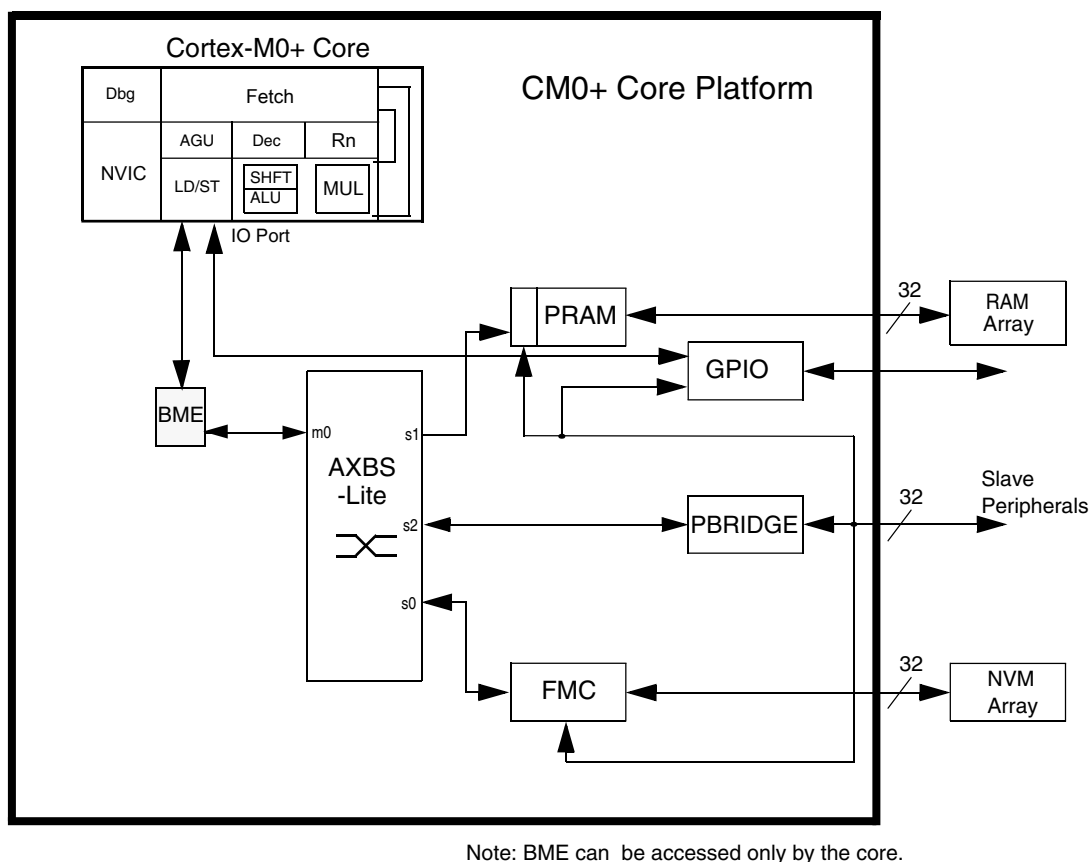 Cortex-M0+ Core
CM0+ Core Platform
Dbg
Fetch
AGU
Dec
Rn
NVIC
LD/ST
SHFT
ALU
MUL
IO Port
PRAM
32
RAM
Array
GPIO
BME
m0
s1
AXBS
-Lite
s2
s0
PBRIDGE
32
Slave
Peripherals
FMC
32
NVM
Array
Note: BME can be accessed only by the core.